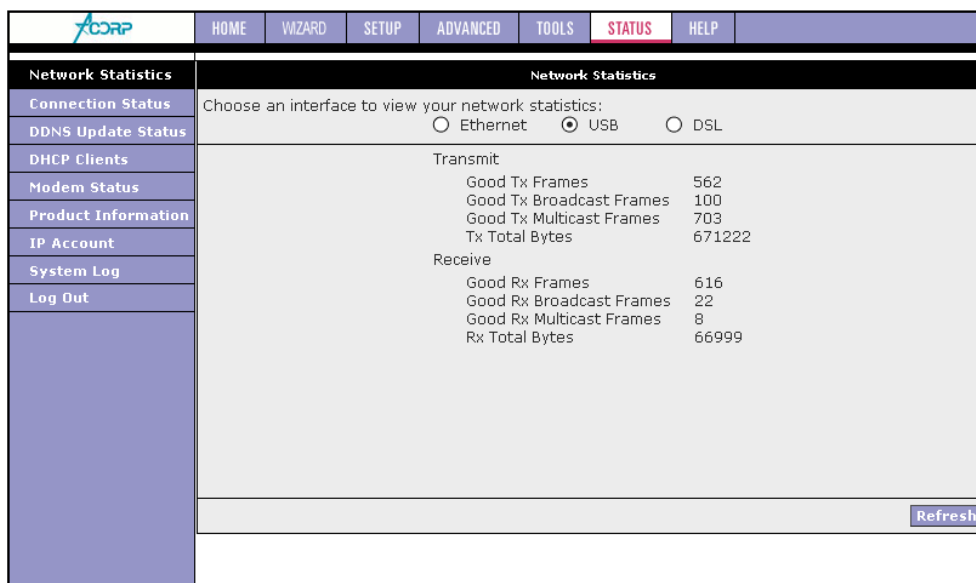 ACORP
HOME WIZARD SETUP ADVANCED TOOLS STATUS HELP
Network Statistics
Connection Status
DDNS Update Status
DHCP Clients
Modem Status
Product Information
IP Account
System Log
Log Out
Network Statistics
Choose an interface to view your network statistics:
Ethernet USB DSL
Transmit
Good Tx Frames 562
Good Tx Broadcast Frames 100
Good Tx Multicast Frames 703
Tx Total Bytes 671222
Receive
Good Rx Frames 616
Good Rx Broadcast Frames 22
Good Rx Multicast Frames 8
Rx Total Bytes 66999
Refresh